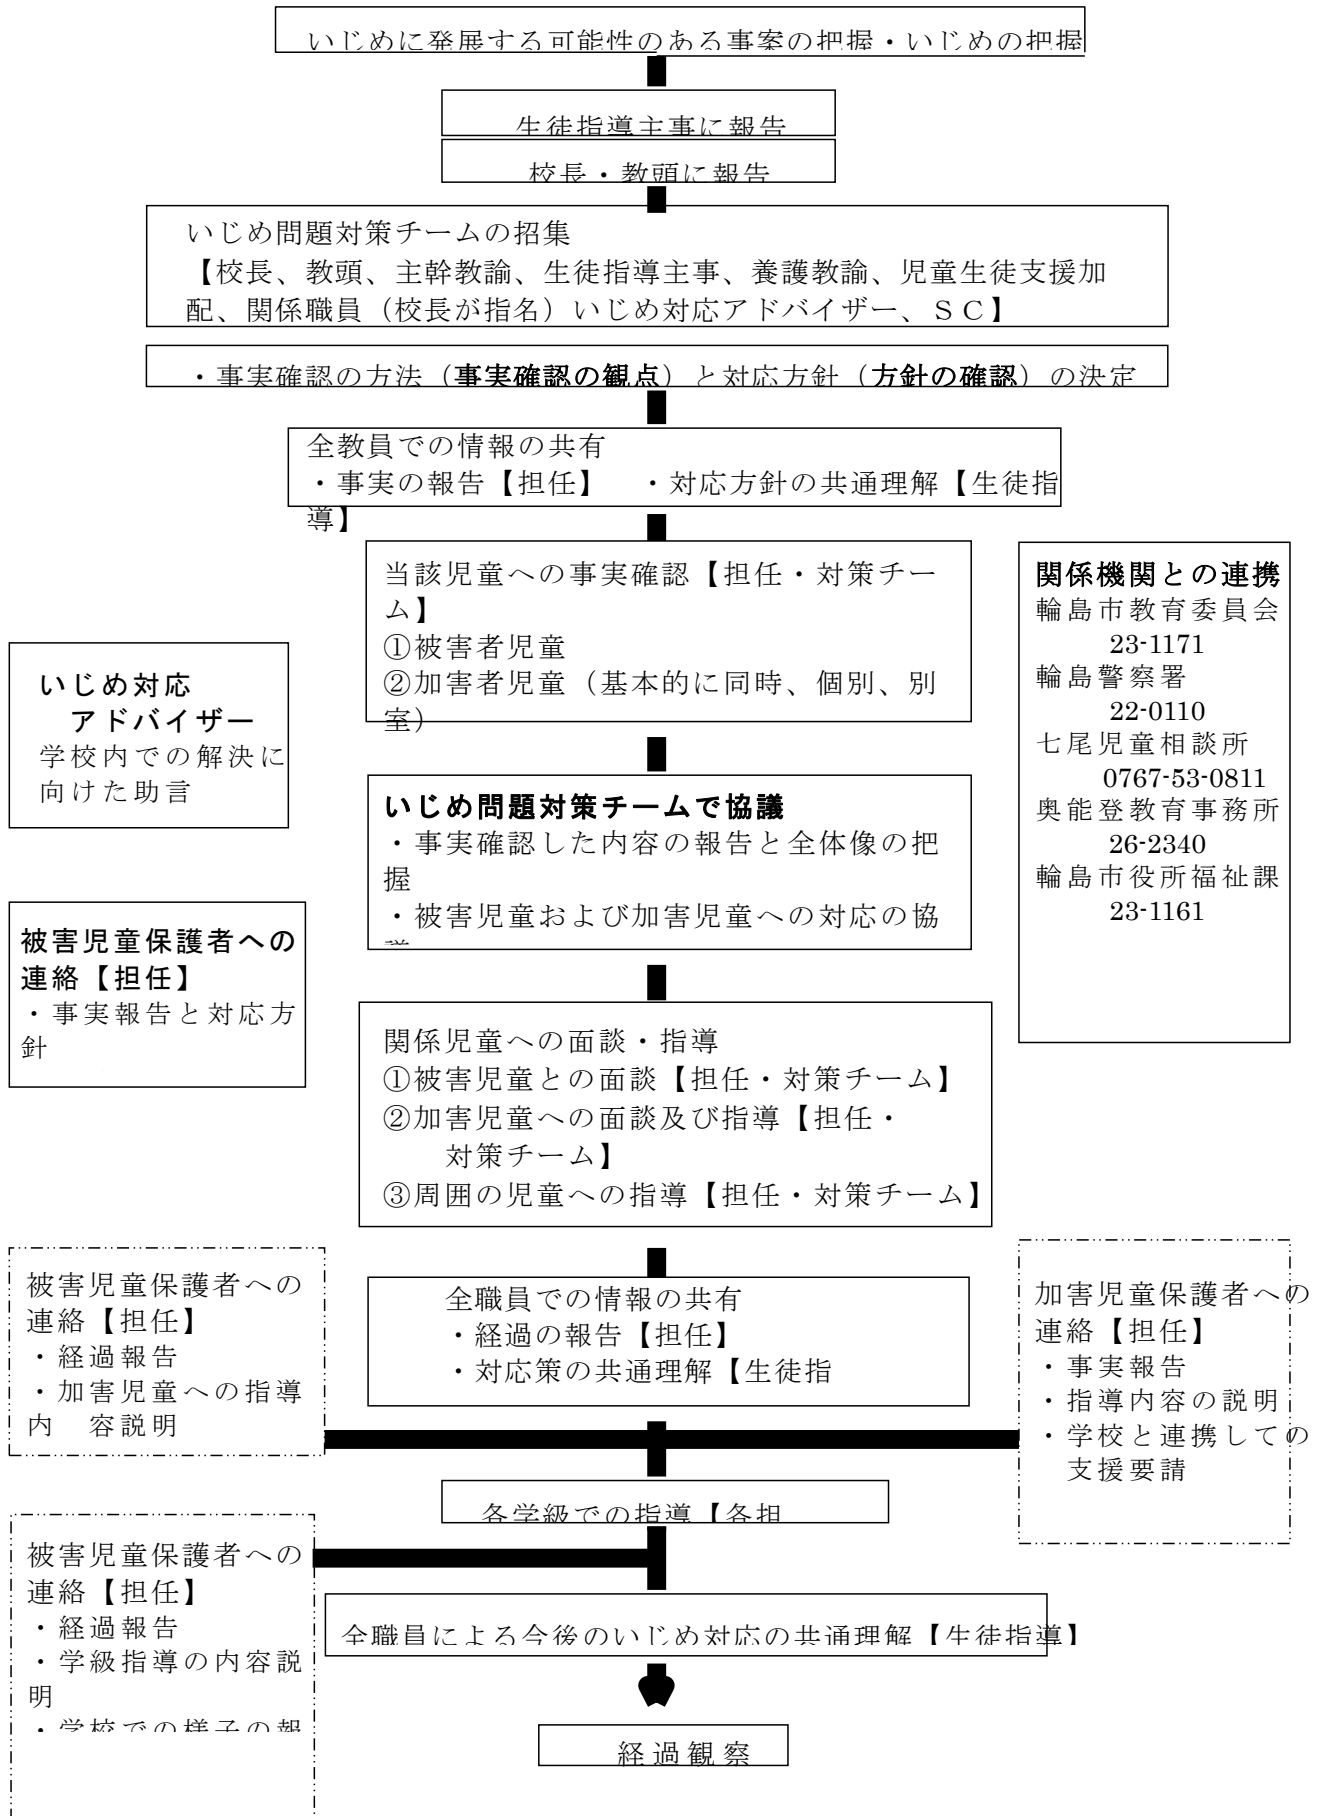 いじめに発展する可能性のある事案の把握・いじめの把握
生徒指導主事に報告
校長・教頭に報告
いじめ問題対策チームの招集
【校長、教頭、主幹教諭、生徒指導主事、養護教諭、児童生徒支援加
配、関係職員（校長が指名）いじめ対応アドバイザー、ＳＣ】
・事実確認の方法（事実確認の観点）と対応方針（方針の確認）の決定
全教員での情報の共有
・事実の報告【担任】　・対応方針の共通理解【生徒指
導】
当該児童への事実確認【担任・対策チー
ム】
①被害者児童
②加害者児童（基本的に同時、個別、別
室）
関係機関との連携
輪島市教育委員会
23-1171
輪島警察署
22-0110
七尾児童相談所
0767-53-0811
奥能登教育事務所
26-2340
輪島市役所福祉課
23-1161
いじめ対応
アドバイザー
学校内での解決に
向けた助言
いじめ問題対策チームで協議
・事実確認した内容の報告と全体像の把
握
・被害児童および加害児童への対応の協
被害児童保護者への
連絡【担任】
・事実報告と対応方
針
関係児童への面談・指導
①被害児童との面談【担任・対策チーム】
②加害児童への面談及び指導【担任・
対策チーム】
③周囲の児童への指導【担任・対策チーム】
被害児童保護者への
連絡【担任】
・経過報告
・加害児童への指導
内　容説明
全職員での情報の共有
・経過の報告【担任】
・対応策の共通理解【生徒指
加害児童保護者への
連絡【担任】
・事実報告
・指導内容の説明
・学校と連携しての
支援要請
各学級での指導【各担
被害児童保護者への
連絡【担任】
・経過報告
・学級指導の内容説
明
・学校での様子の報
全職員による今後のいじめ対応の共通理解【生徒指導】
経過観察